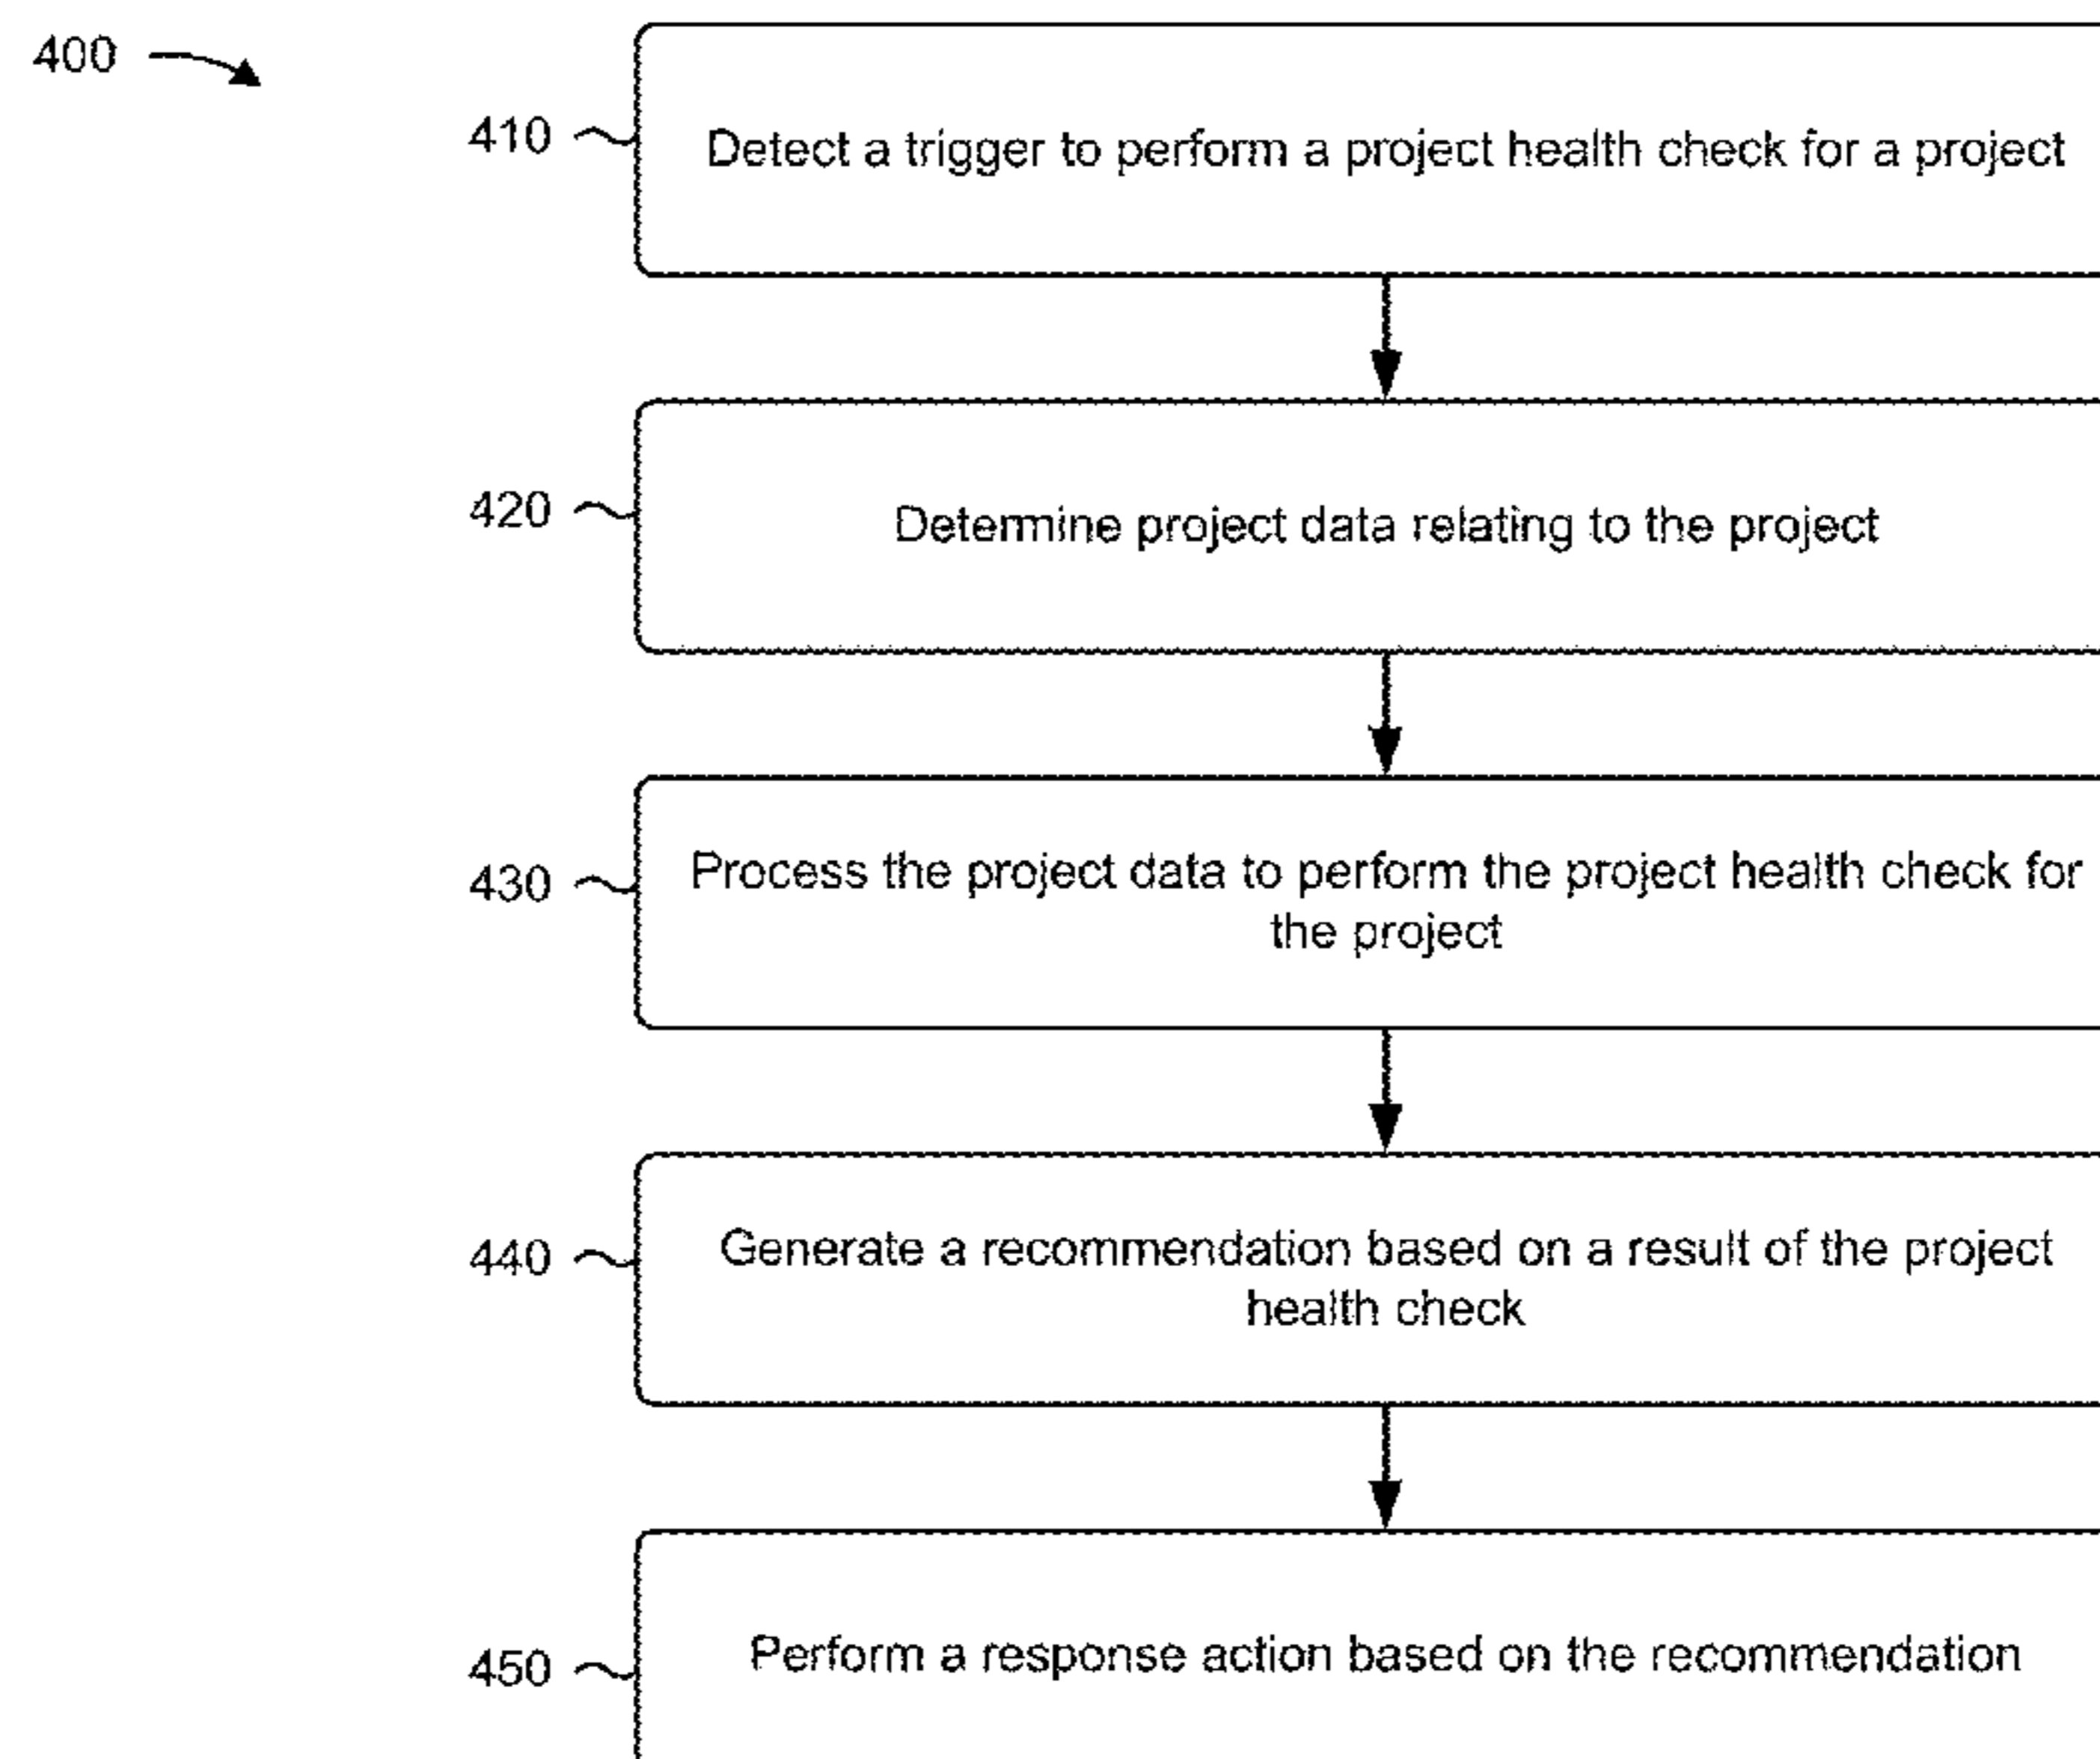 400
410
Detect a trigger to perform a project health check for a project
420
Determine project data relating to the project
430
Process the project data to perform the project health check for
the project
440
Generate a recommendation based on a result of the project
health check
450
Perform a response action based on the recommendation